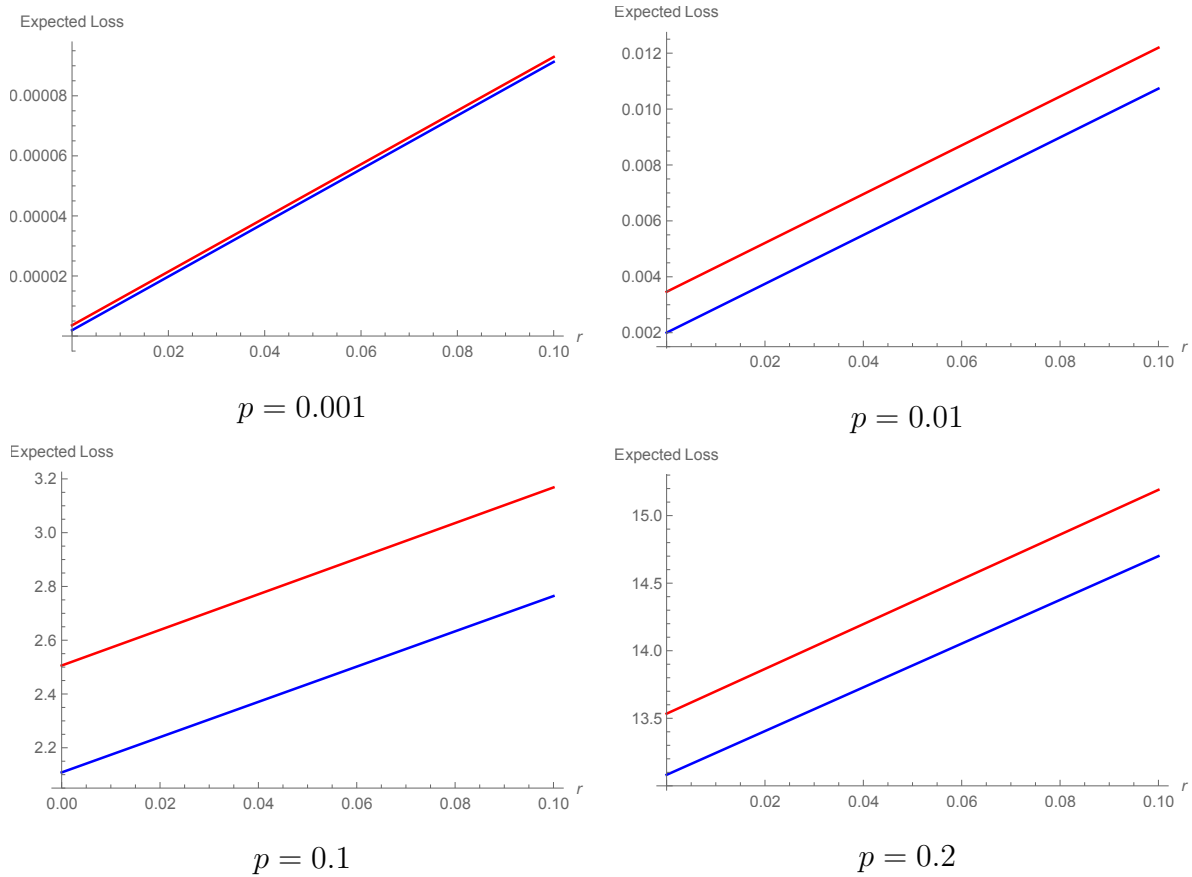 Expected Loss
0.00008
0.00006
0.00004
0.00002
0.02 0.04 0.06 0.08 0.10 r
p = 0.001
Expected Loss
0.012
0.010
0.008
0.006
0.004
0.002
0.02 0.04 0.06 0.08 0.10 r
p = 0.01
Expected Loss
3.2
3.0
2.8
2.6
2.4
2.2
0.00 0.02 0.04 0.06 0.08 0.10 r
p = 0.1
Expected Loss
15.0
14.5
14.0
13.5
0.02 0.04 0.06 0.08 0.10 r
p = 0.2